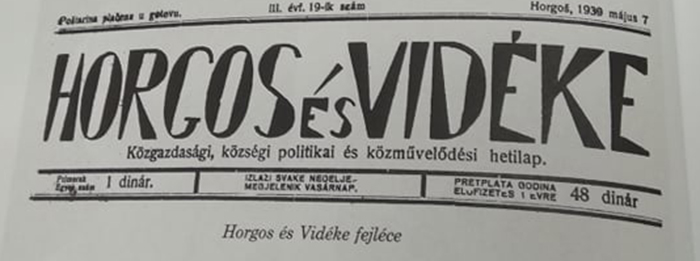 Poštarina plaćena u gotovu.
III. évf. 19-ik szám
Horgoš, 1939 május 7
HORGOS ÉS VIDÉKE
Közgazdasági, községi politikai és közművelődési hetilap.
1 dinár.
IZLAZI SVAKE NEDELJE-
MEGJELENIK VASÁRNAP.
PRETPLATA GODINA
ELŐFIZETÉS 1 ÉVRE
48 dinár
Horgos és Vidéke fejléce